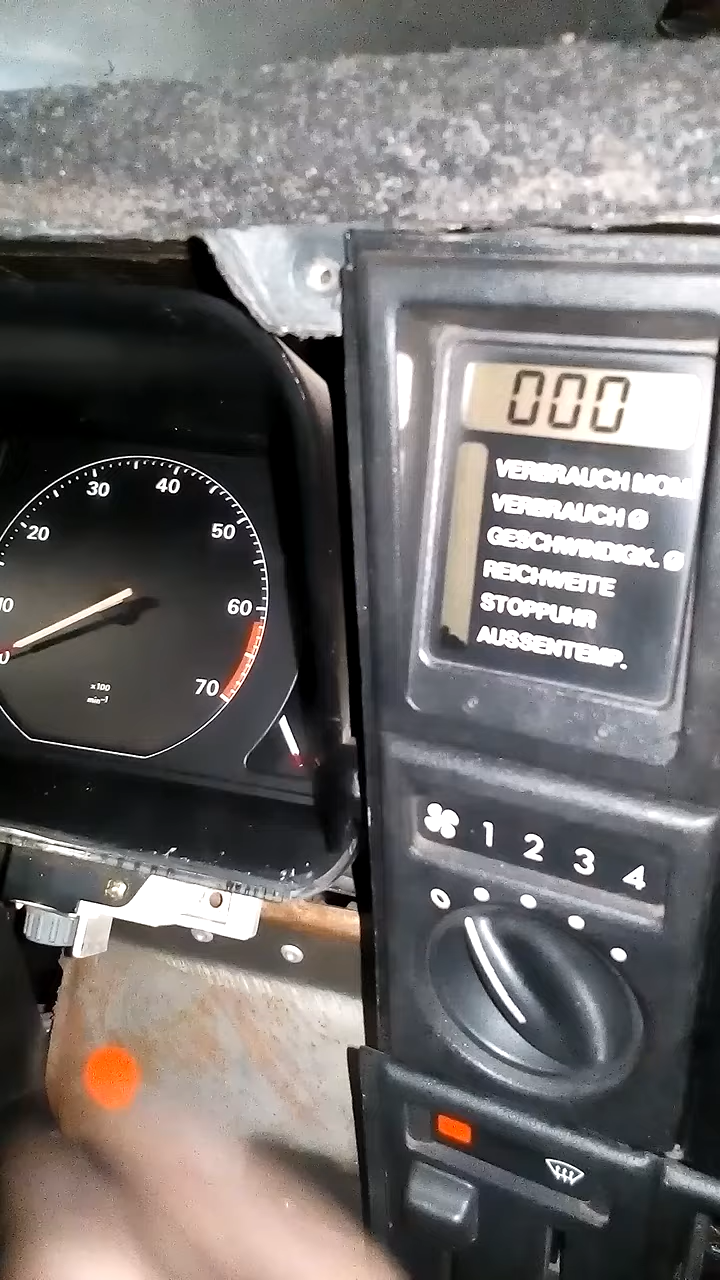 10
20
30
40
50
60
70
x100
min⁻¹
000
VERBRAUCH MOM.
VERBRAUCH Ø
GESCHWINDIGK. Ø
REICHWEITE
STOPPUHR
AUSSENTEMP.
1 2 3 4